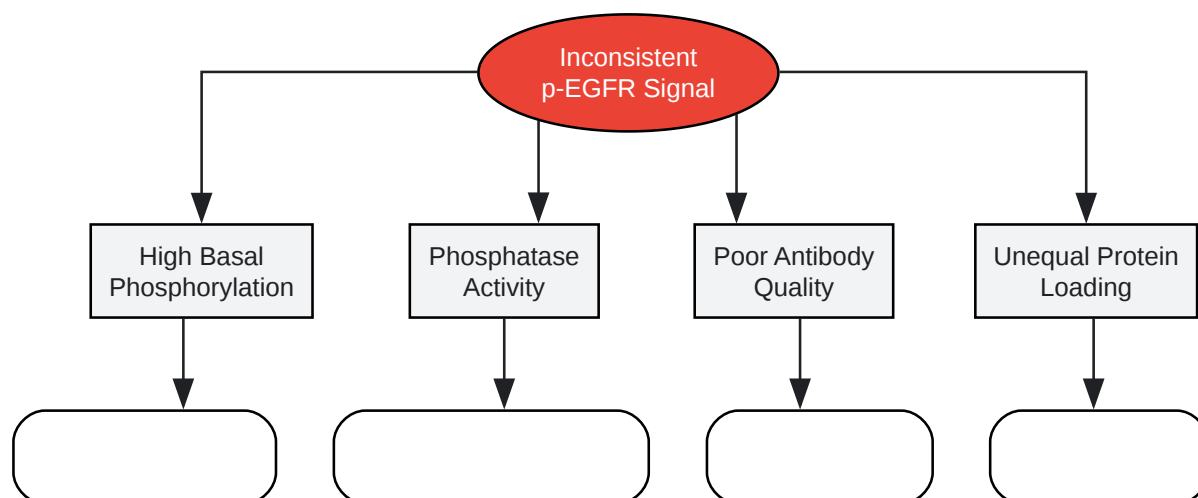 Inconsistent
p-EGFR Signal
High Basal
Phosphorylation
Phosphatase
Activity
Poor Antibody
Quality
Unequal Protein
Loading